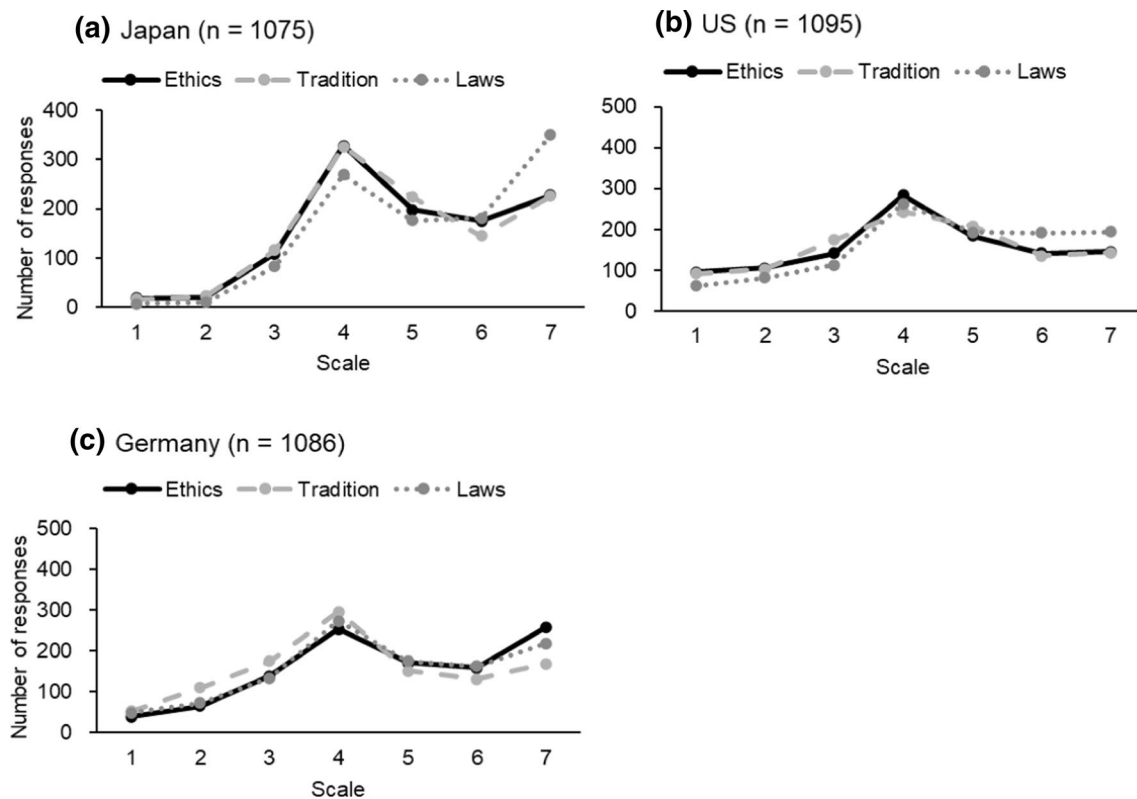 (a) Japan (n = 1075)
Ethics Tradition Laws
400
300
200
100
0
Number of responses
1 2 3 4 5 6 7
Scale
(b) US (n = 1095)
Ethics Tradition Laws
500
400
300
200
100
0
Number of responses
1 2 3 4 5 6 7
Scale
(c) Germany (n = 1086)
Ethics Tradition Laws
500
400
300
200
100
0
Number of responses
1 2 3 4 5 6 7
Scale